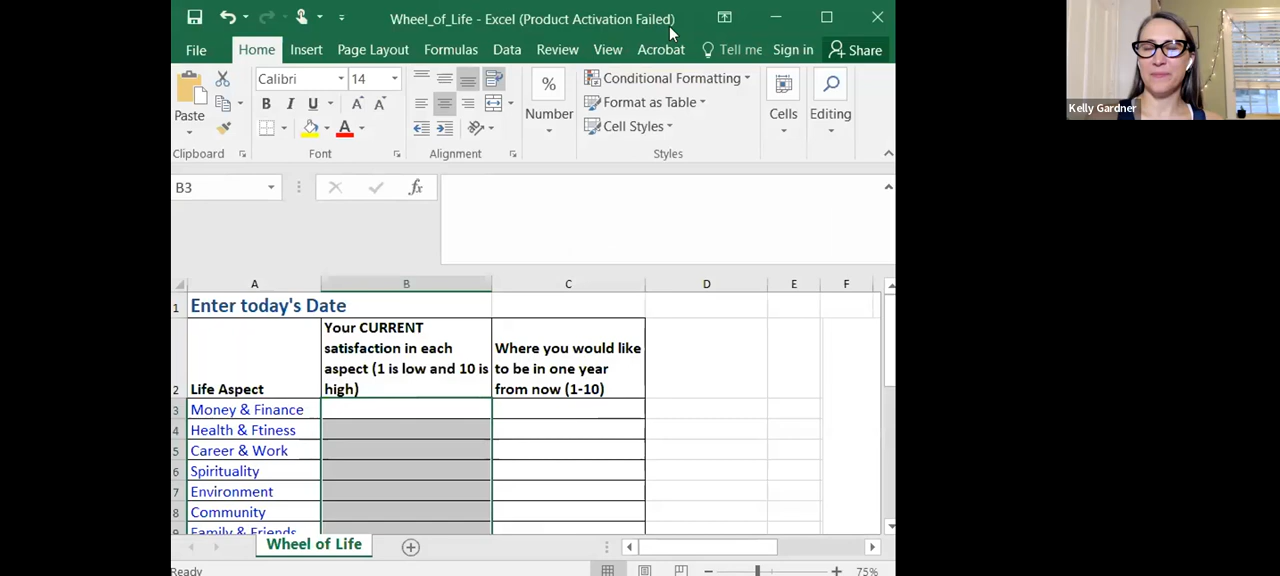 Wheel_of_Life - Excel (Product Activation Failed)
File Home Insert Page Layout Formulas Data Review View Acrobat Tell me Sign in Share
Calibri 14
B I U A A
A
Paste
% Number
Conditional Formatting
Format as Table
Cell Styles
Cells
Editing
Clipboard Font Alignment Styles
B3 fx
A B C D E F
1 Enter today's Date
2 Life Aspect
Your CURRENT
satisfaction in each
aspect (1 is low and 10 is
high)
Where you would like
to be in one year
from now (1-10)
3 Money & Finance
4 Health & Ftiness
5 Career & Work
6 Spirituality
7 Environment
8 Community
9 Family & Friends
Wheel of Life
Ready 75%
Kelly Gardner